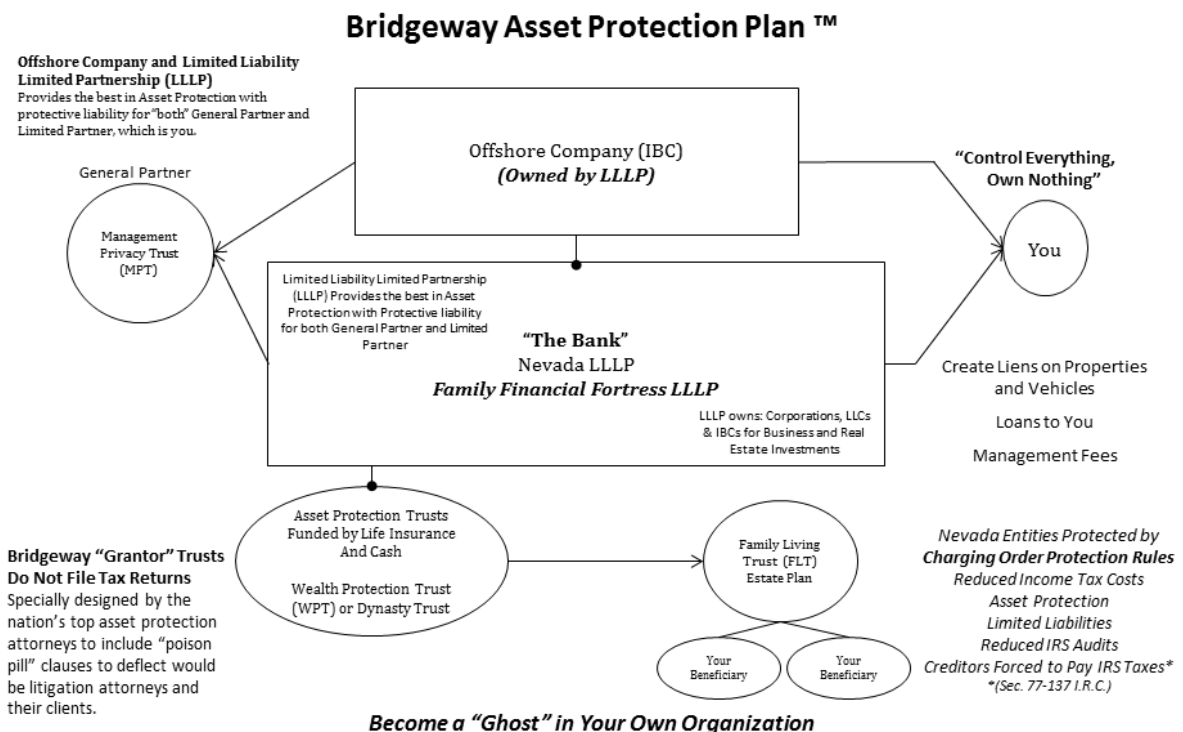 Bridgeway Asset Protection Plan ™
Offshore Company and Limited Liability
Limited Partnership (LLLP)
Provides the best in Asset Protection with
protective liability for “both” General Partner and
Limited Partner, which is you.
General Partner
Management
Privacy Trust
(MPT)
Offshore Company (IBC)
(Owned by LLLP)
“Control Everything,
Own Nothing”
You
Limited Liability Limited Partnership
(LLLP) Provides the best in Asset
Protection with Protective liability
for both General Partner and Limited
Partner
“The Bank”
Nevada LLLP
Family Financial Fortress LLLP
LLLP owns: Corporations, LLCs
& IBCs for Business and Real
Estate Investments
Create Liens on Properties
and Vehicles
Loans to You
Management Fees
Asset Protection Trusts
Funded by Life Insurance
And Cash
Wealth Protection Trust
(WPT) or Dynasty Trust
Family Living
Trust (FLT)
Estate Plan
Your
Beneficiary
Your
Beneficiary
Bridgeway “Grantor” Trusts
Do Not File Tax Returns
Specially designed by the
nation’s top asset protection
attorneys to include “poison
pill” clauses to deflect would
be litigation attorneys and
their clients.
Nevada Entities Protected by
Charging Order Protection Rules
Reduced Income Tax Costs
Asset Protection
Limited Liabilities
Reduced IRS Audits
Creditors Forced to Pay IRS Taxes*
*(Sec. 77-137 I.R.C.)
Become a “Ghost” in Your Own Organization